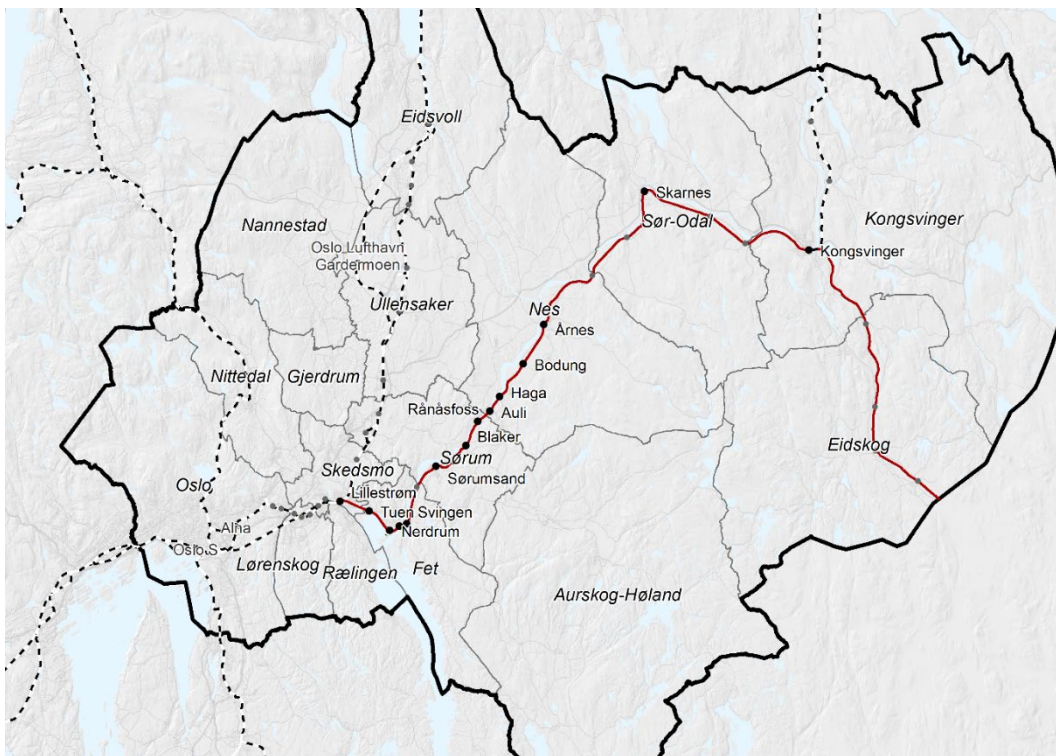 Eidsvoll
Skarnes
Nannestad
Sør-Odal
Kongsvinger
Oslo Lufthavn
Gardermoen
Kongsvinger
Ullensaker
Nes
Årnes
Bodung
Nittedal
Gjerdrum
Haga
Rånåsfoss
Auli
Blaker
Eidskog
Sørum
Skedsmo
Sørumsand
Oslo
Lillestrøm
Tuen Svingen
Alna
Nerdrum
Oslo S
Lørenskog
Rælingen
Fet
Aurskog-Høland